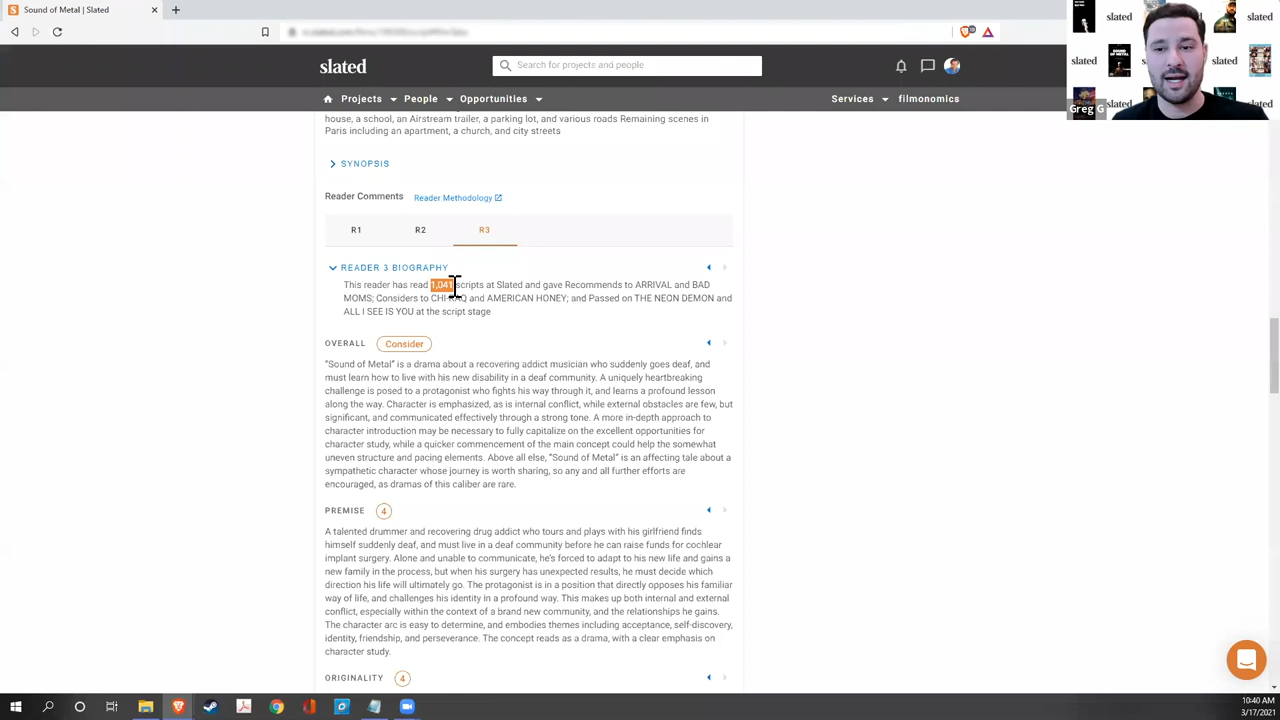 Sound of Metal | Slated
slated
Search for projects and people
Projects
People
Opportunities
Services
filmonomics
house, a school, an Airstream trailer, a parking lot, and various roads Remaining scenes in
Paris including an apartment, a church, and city streets
SYNOPSIS
Reader Comments
Reader Methodology
R1
R2
R3
READER 3 BIOGRAPHY
This reader has read 1,041 scripts at Slated and gave Recommends to ARRIVAL and BAD
MOMS; Considers to CHI-RAQ and AMERICAN HONEY; and Passed on THE NEON DEMON and
ALL I SEE IS YOU at the script stage
OVERALL
Consider
"Sound of Metal" is a drama about a recovering addict musician who suddenly goes deaf, and
must learn how to live with his new disability in a deaf community. A uniquely heartbreaking
challenge is posed to a protagonist who fights his way through it, and learns a profound lesson
along the way. Character is emphasized, as is internal conflict, while external obstacles are few, but
significant, and communicated effectively through a strong tone. A more in-depth approach to
character introduction may be necessary to fully capitalize on the excellent opportunities for
character study, while a quicker commencement of the main concept could help the somewhat
uneven structure and pacing elements. Above all else, "Sound of Metal" is an affecting tale about a
sympathetic character whose journey is worth sharing, so any and all further efforts are
encouraged, as dramas of this caliber are rare.
PREMISE
4
A talented drummer and recovering drug addict who tours and plays with his girlfriend finds
himself suddenly deaf, and must live in a deaf community before he can raise funds for cochlear
implant surgery. Alone and unable to communicate, he's forced to adapt to his new life and gains a
new family in the process, but when his surgery has unexpected results, he must decide which
direction his life will ultimately go. The protagonist is in a position that directly opposes his familiar
way of life, and challenges his identity in a profound way. This makes up both internal and external
conflict, especially within the context of a brand new community, and the relationships he gains.
The character arc is easy to determine, and embodies themes including acceptance, self-discovery,
identity, friendship, and perseverance. The concept reads as a drama, with a clear emphasis on
character study.
ORIGINALITY
4
slated
slated
slated
slated
Greg G
10:40 AM
3/17/2021